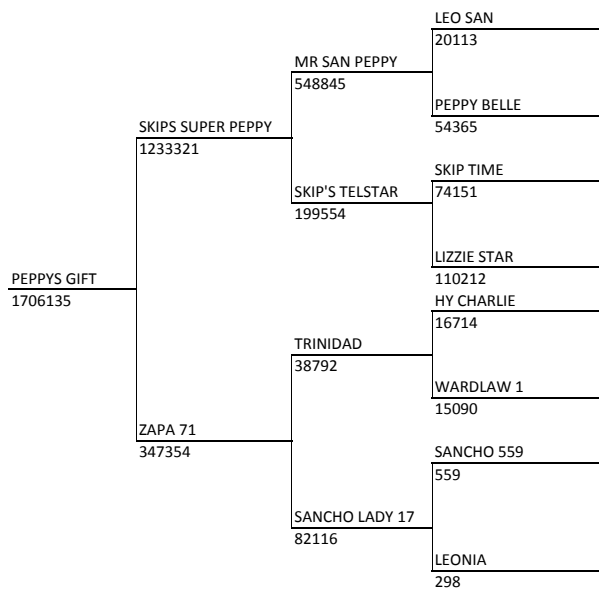 LEO SAN
20113
MR SAN PEPPY
548845
PEPPY BELLE
54365
SKIPS SUPER PEPPY
1233321
SKIP TIME
74151
SKIP'S TELSTAR
199554
LIZZIE STAR
110212
PEPPYS GIFT
1706135
HY CHARLIE
16714
TRINIDAD
38792
WARDLAW 1
15090
ZAPA 71
347354
SANCHO 559
559
SANCHO LADY 17
82116
LEONIA
298